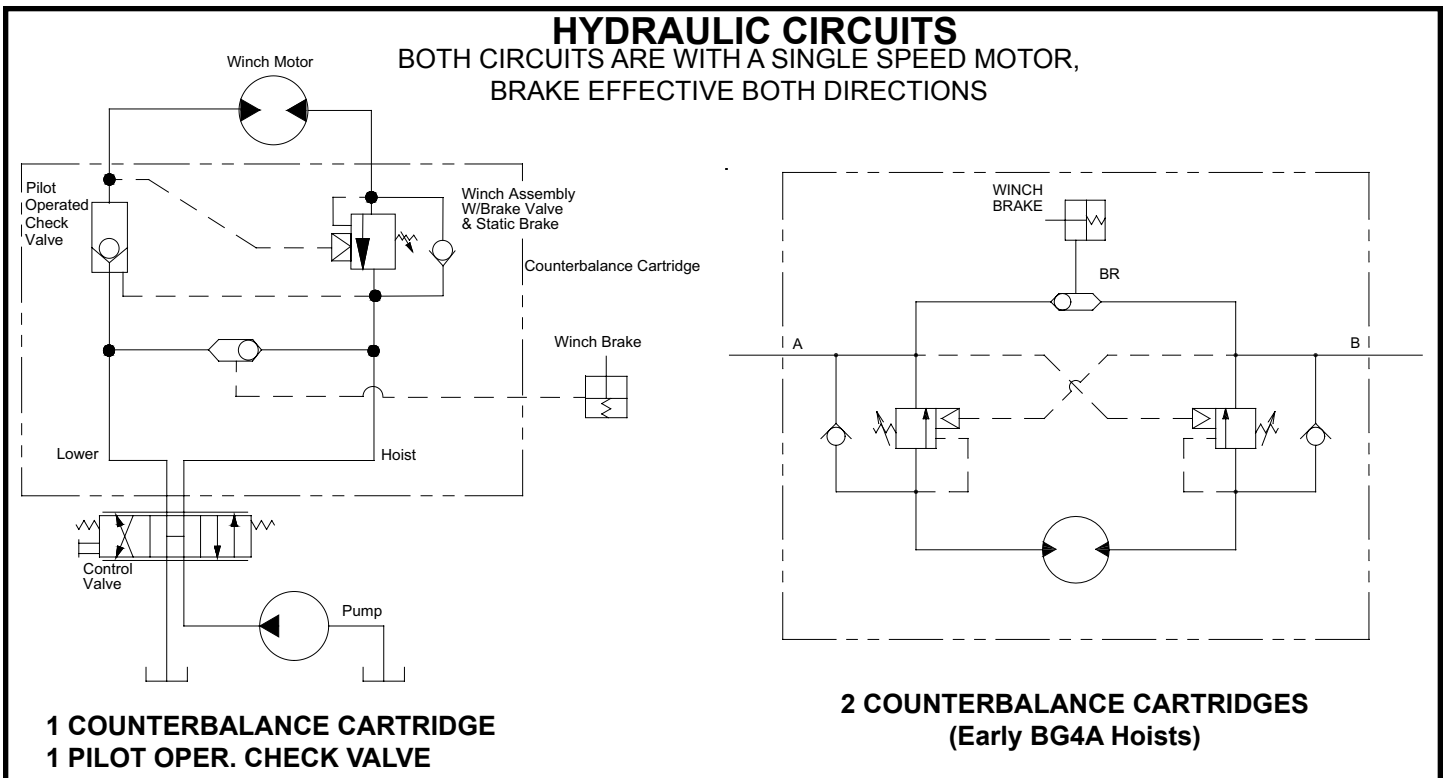 HYDRAULIC CIRCUITS
BOTH CIRCUITS ARE WITH A SINGLE SPEED MOTOR,
BRAKE EFFECTIVE BOTH DIRECTIONS
Winch Motor
Pilot
Operated
Check
Valve
Winch Assembly
W/Brake Valve
& Static Brake
Counterbalance Cartridge
Winch Brake
Lower
Hoist
Control
Valve
Pump
1 COUNTERBALANCE CARTRIDGE
1 PILOT OPER. CHECK VALVE
WINCH
BRAKE
BR
A
B
2 COUNTERBALANCE CARTRIDGES
(Early BG4A Hoists)